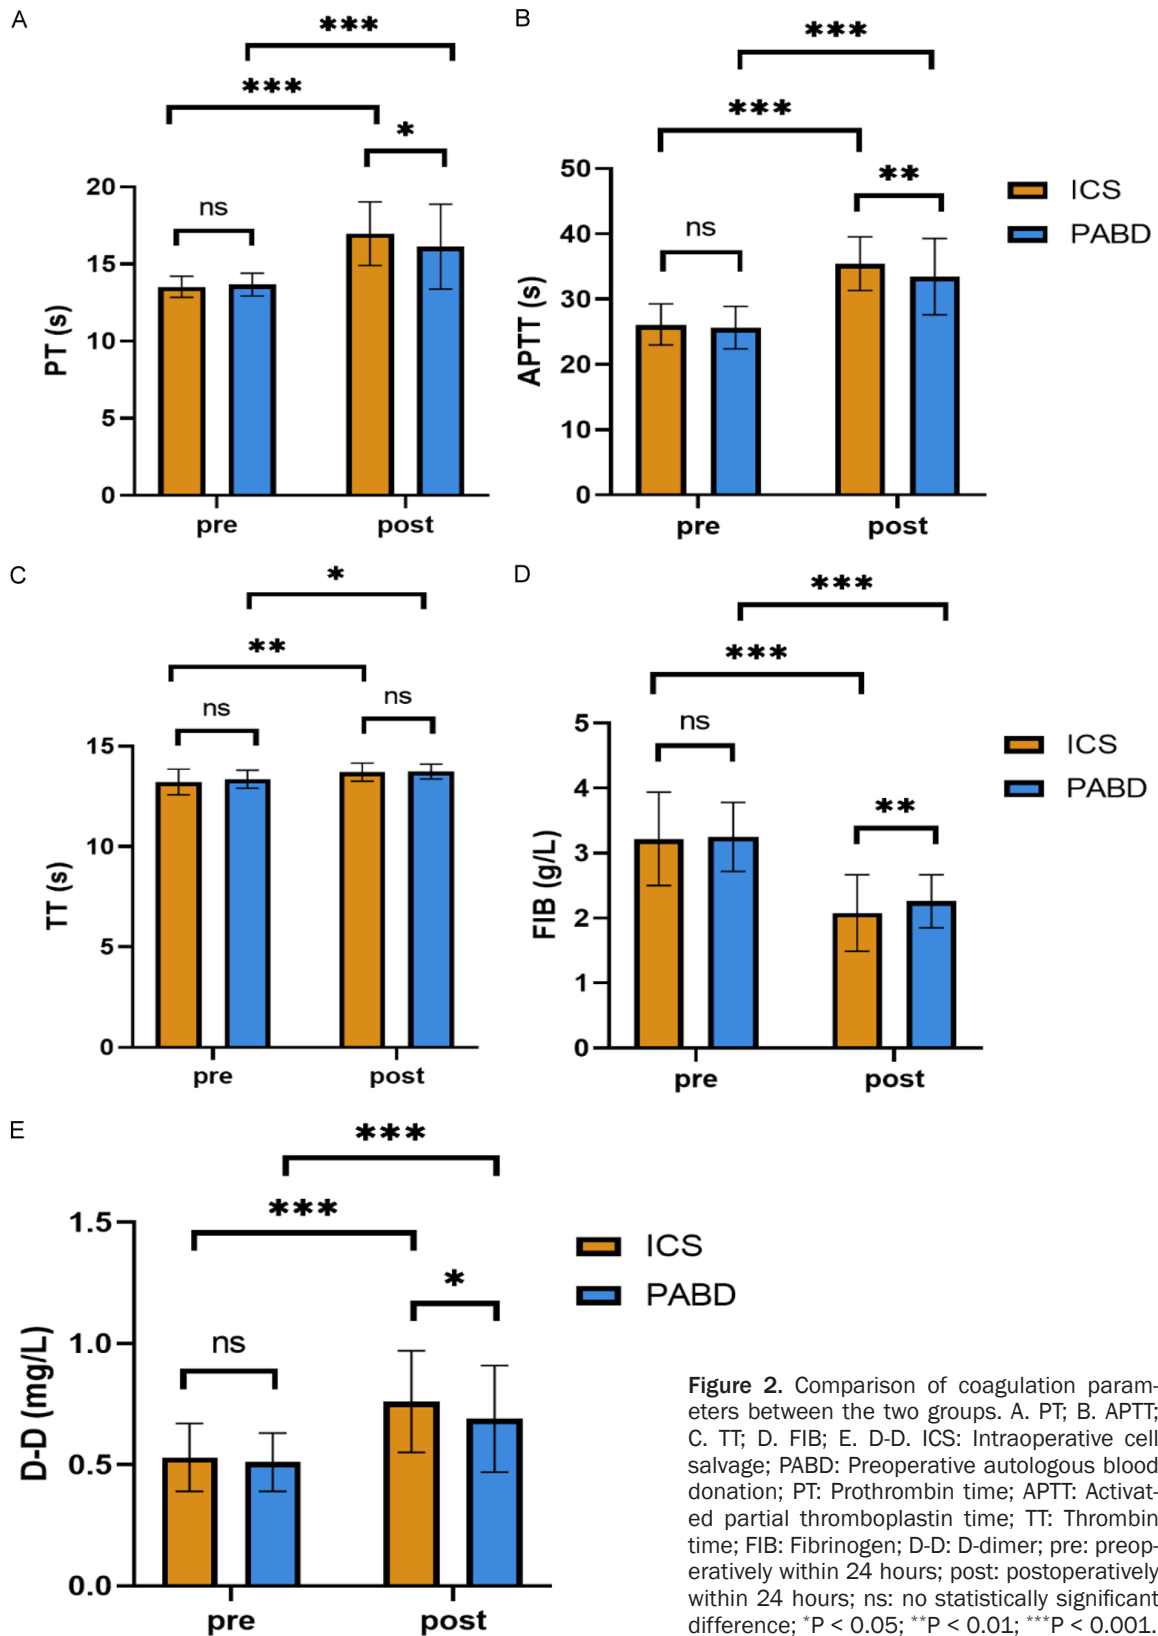 A
***
***
*
ns
20
15
10
5
0
PT (s)
pre
post
B
***
***
**
ns
50
40
30
20
10
0
APTT (s)
pre
post
ICS
PABD
C
*
**
ns
ns
15
10
5
0
TT (s)
pre
post
D
***
***
ns
**
5
4
3
2
1
0
FIB (g/L)
pre
post
ICS
PABD
E
***
***
*
ns
1.5
1.0
0.5
0.0
D-D (mg/L)
pre
post
ICS
PABD
Figure 2. Comparison of coagulation param-
eters between the two groups. A. PT; B. APTT;
C. TT; D. FIB; E. D-D. ICS: Intraoperative cell
salvage; PABD: Preoperative autologous blood
donation; PT: Prothrombin time; APTT: Activat-
ed partial thromboplastin time; TT: Thrombin
time; FIB: Fibrinogen; D-D: D-dimer; pre: preop-
eratively within 24 hours; post: postoperatively
within 24 hours; ns: no statistically significant
difference; *P < 0.05; **P < 0.01; ***P < 0.001.